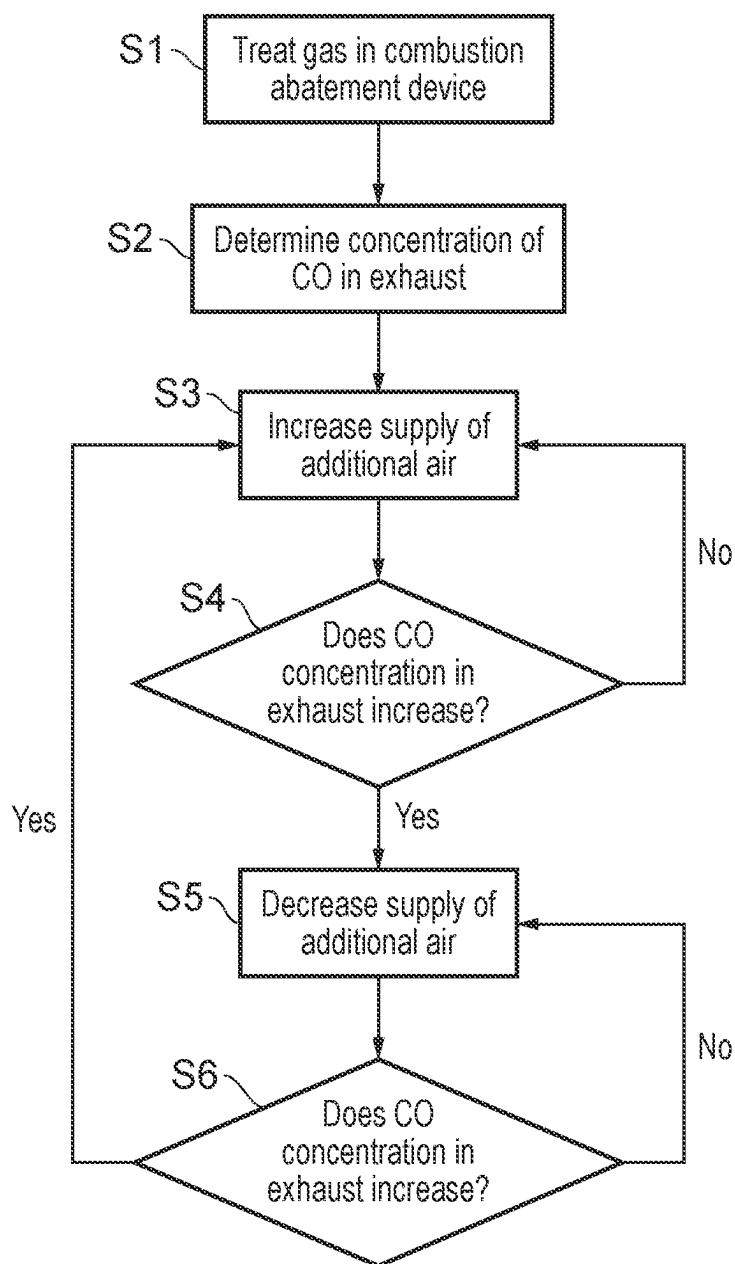 S1
Treat gas in combustion
abatement device
S2
Determine concentration of
CO in exhaust
S3
Increase supply of
additional air
No
S4
Does CO
concentration in
exhaust increase?
Yes
Yes
S5
Decrease supply of
additional air
No
S6
Does CO
concentration in
exhaust increase?